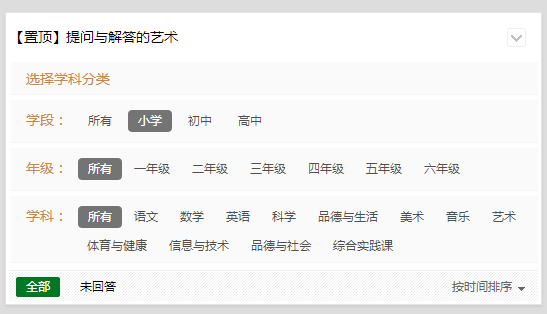 【置顶】提问与解答的艺术
选择学科分类
学段： 所有 小学 初中 高中
年级： 所有 一年级 二年级 三年级 四年级 五年级 六年级
学科： 所有 语文 数学 英语 科学 品德与生活 美术 音乐 艺术
体育与健康 信息与技术 品德与社会 综合实践课
全部 未回答 按时间排序